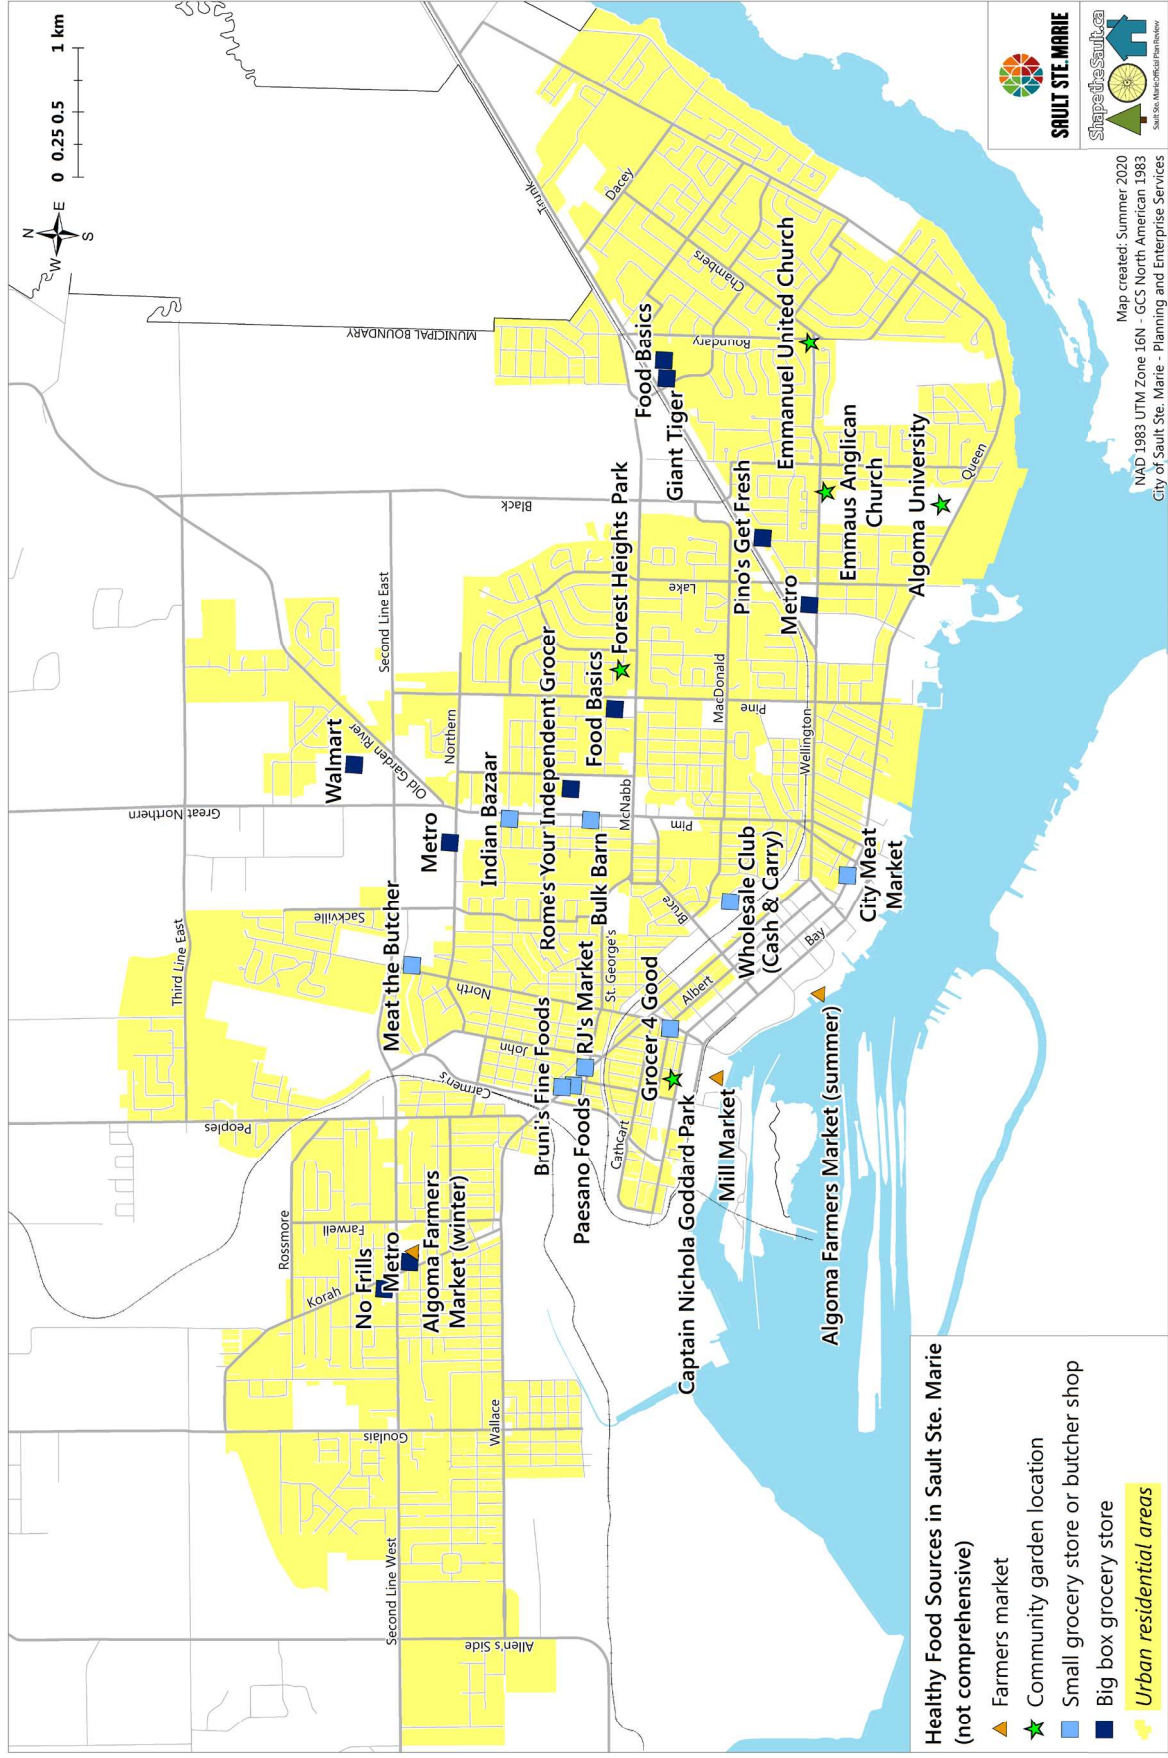 0 0.25 0.5 1 km
N
W E
S
SAULT STE. MARIE
ShapetheSault.ca
Sault Ste. Marie Official Plan Review
Map created: Summer 2020
NAD 1983 UTM Zone 16N - GCS North American 1983
City of Sault Ste. Marie - Planning and Enterprise Services
Third Line East
Great Northern
Sackville
Peoples
Rossmore
Farwell
Korah
Goulais
Second Line West
Second Line East
Allen's Side
Wallace
Old Garden River
Northern
Black
MUNICIPAL BOUNDARY
Trunk
Dacey
Chambers
Boundary
Lake
MacDonald
Pine
McNabb
Pim
Wellington
Queen
Bruce
St. George's
Albert
Bay
North
John
Carmen's
Cathcart
Walmart
Metro
Meat the Butcher
No Frills
Metro
Algoma Farmers
Market (winter)
Indian Bazaar
Rome's Your Independent Grocer
Food Basics
Forest Heights Park
Food Basics
Giant Tiger
Bulk Barn
RJ's Market
Bruni's Fine Foods
Paesano Foods
Grocer 4 Good
Captain Nichola Goddard Park
Mill Market
Wholesale Club
(Cash & Carry)
Pino's Get Fresh
Metro
Emmanuel United Church
Emmaus Anglican
Church
Algoma University
City Meat
Market
Algoma Farmers Market (summer)
Healthy Food Sources in Sault Ste. Marie
(not comprehensive)
Farmers market
Community garden location
Small grocery store or butcher shop
Big box grocery store
Urban residential areas